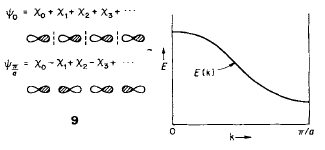 ψ₀ = χ₀ + χ₁ + χ₂ + χ₃ + ···
ψπ/a = χ₀ − χ₁ + χ₂ − χ₃ + ···
9
E
E(k)
0
k
π/a